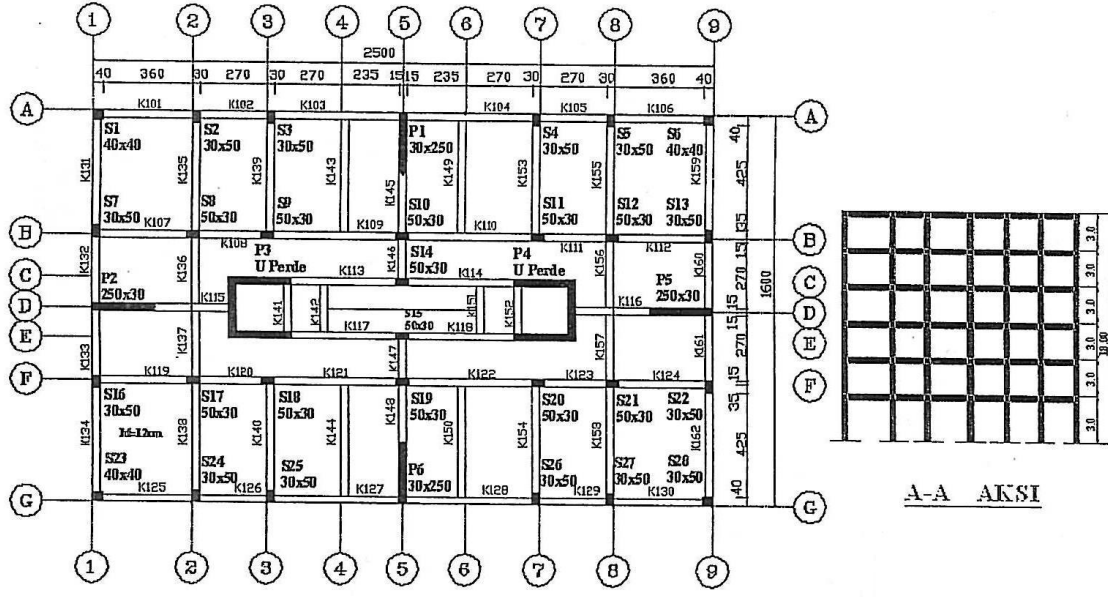 1 2 3 4 5 6 7 8 9
2500
40 360 30 270 30 270 235 15 15 235 270 30 270 30 360 40
A K101 K102 K103 K104 K105 K106 A
S1 40x40
S2 30x50
S3 30x50
P1 30x250
S4 30x50
S5 30x50
S6 40x40
K131 K135 K139 K143 K145 K149 K153 K155 K159
40
425
35
S7 30x50
S8 50x30
S9 50x30
S10 50x30
S11 50x30
S12 50x30
S13 30x50
B K107 K108 K109 K110 K111 K112 B
K132 K136 K146 K156 K160
15
270
15
1600
P3 U Perde
S14 50x30
P4 U Perde
C K113 K114 C
P2 250x30
P5 250x30
D K115 K116 D
K141 K142 K151 K152
S15 50x30
E K117 K118 E
K133 K137 K147 K157 K161
15
270
15
F K119 K120 K121 K122 K123 K124 F
S16 30x50
S17 50x30
S18 50x30
S19 50x30
S20 50x30
S21 50x30
S22 30x50
hf=12cm
K134 K138 K140 K144 K148 K150 K154 K158 K162
35
425
40
S23 40x40
S24 30x50
S25 30x50
P6 30x250
S26 30x50
S27 30x50
S28 30x50
G K125 K126 K127 K128 K129 K130 G
1 2 3 4 5 6 7 8 9
3.0
3.0
3.0
3.0
3.0
3.0
18.00
A-A AKSI